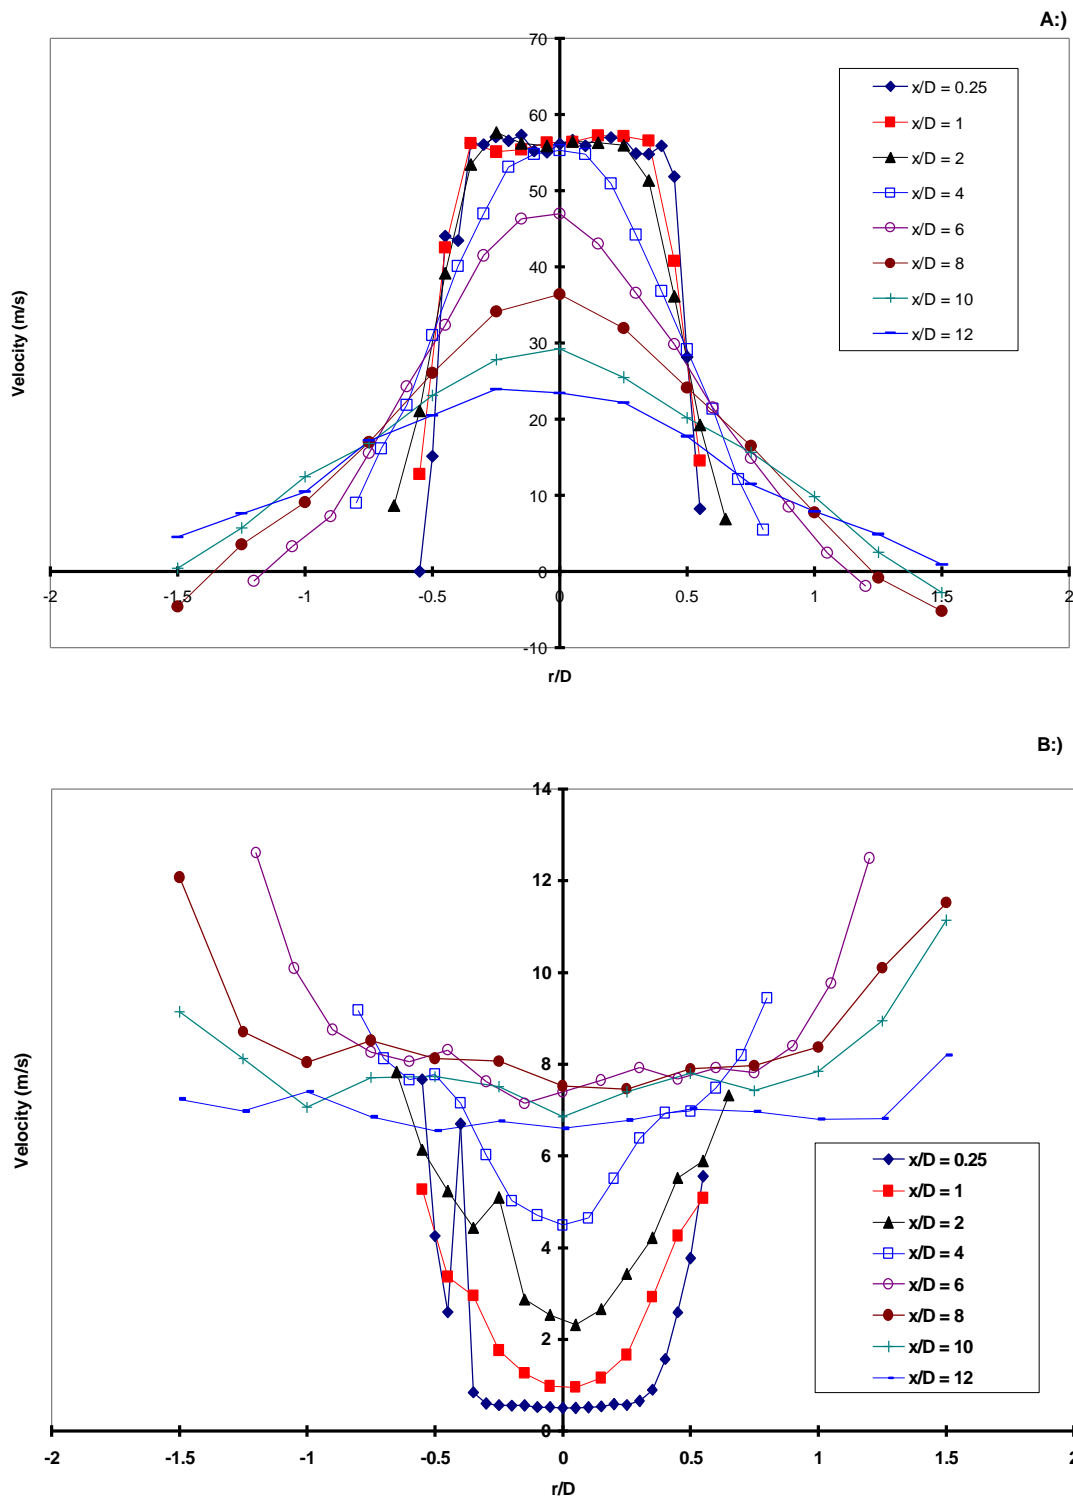 A:)
70
60
50
40
30
20
10
0
-10
-2
-1.5
-1
-0.5
0
0.5
1
1.5
2
Velocity (m/s)
r/D
x/D = 0.25
x/D = 1
x/D = 2
x/D = 4
x/D = 6
x/D = 8
x/D = 10
x/D = 12
B:)
14
12
10
8
6
4
2
0
-2
-1.5
-1
-0.5
0
0.5
1
1.5
2
Velocity (m/s)
r/D
x/D = 0.25
x/D = 1
x/D = 2
x/D = 4
x/D = 6
x/D = 8
x/D = 10
x/D = 12